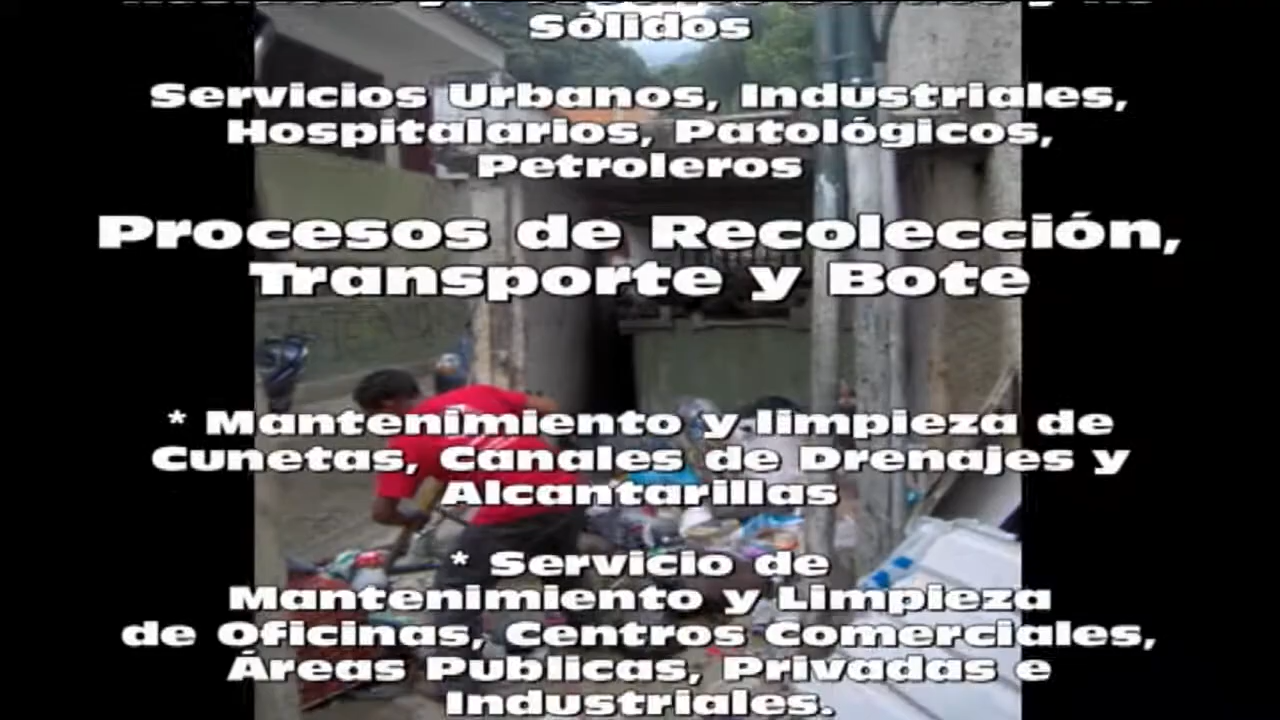 Sólidos
Servicios Urbanos, Industriales,
Hospitalarios, Patológicos,
Petroleros
Procesos de Recolección,
Transporte y Bote
* Mantenimiento y limpieza de
Cunetas, Canales de Drenajes y
Alcantarillas
* Servicio de
Mantenimiento y Limpieza
de Oficinas, Centros Comerciales,
Áreas Publicas, Privadas e
Industriales.